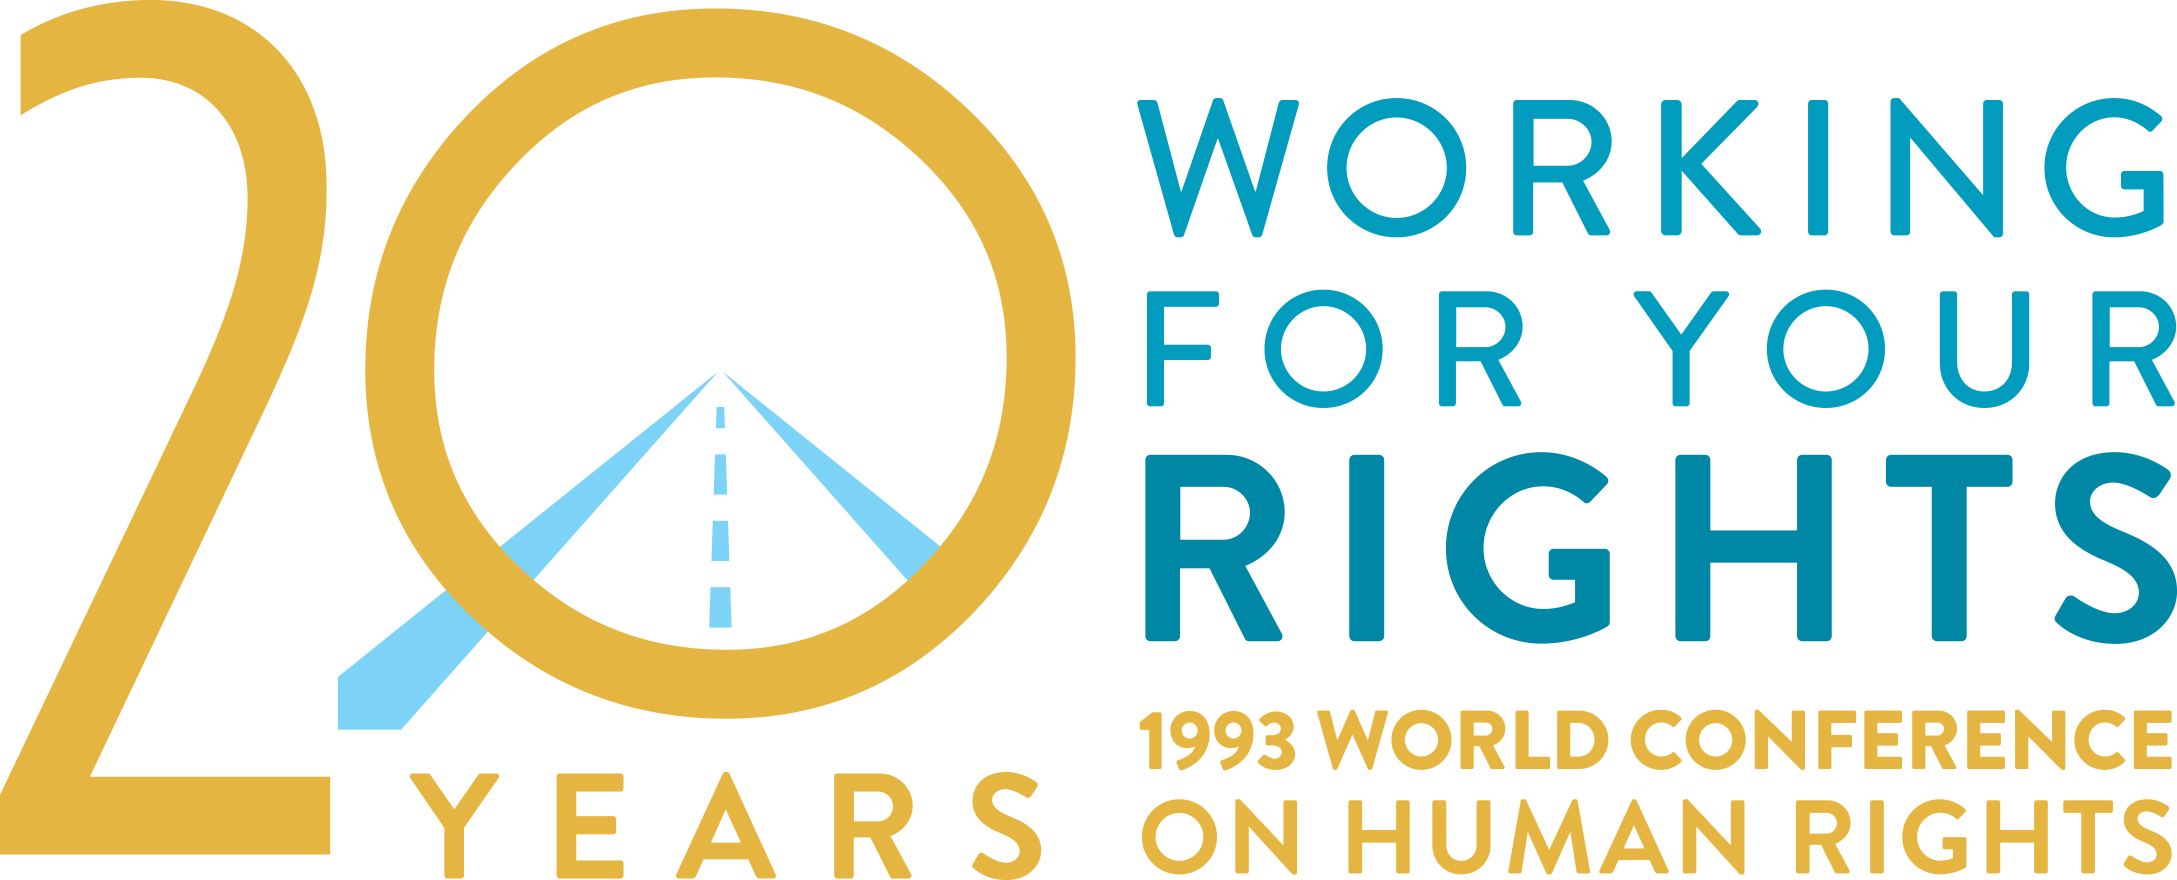 20
YEARS
WORKING
FOR YOUR
RIGHTS
1993 WORLD CONFERENCE
ON HUMAN RIGHTS